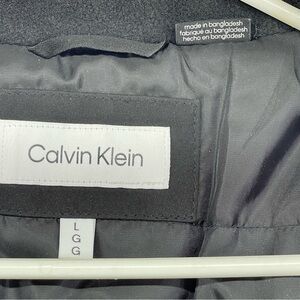 made in bangladesh
fabriqué au bangladesh
hecho en bangladesh
Calvin Klein
L
G
G